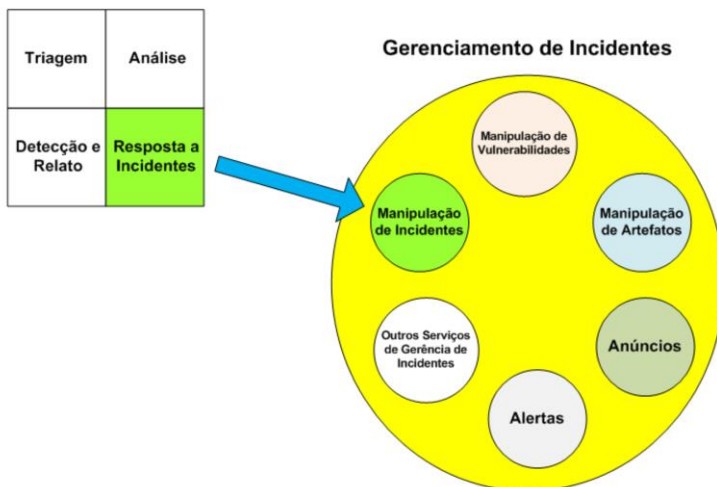 Triagem
Análise
Detecção e
Relato
Resposta a
Incidentes
Gerenciamento de Incidentes
Manipulação de
Vulnerabilidades
Manipulação
de Incidentes
Manipulação
de Artefatos
Outros Serviços
de Gerência de
Incidentes
Anúncios
Alertas